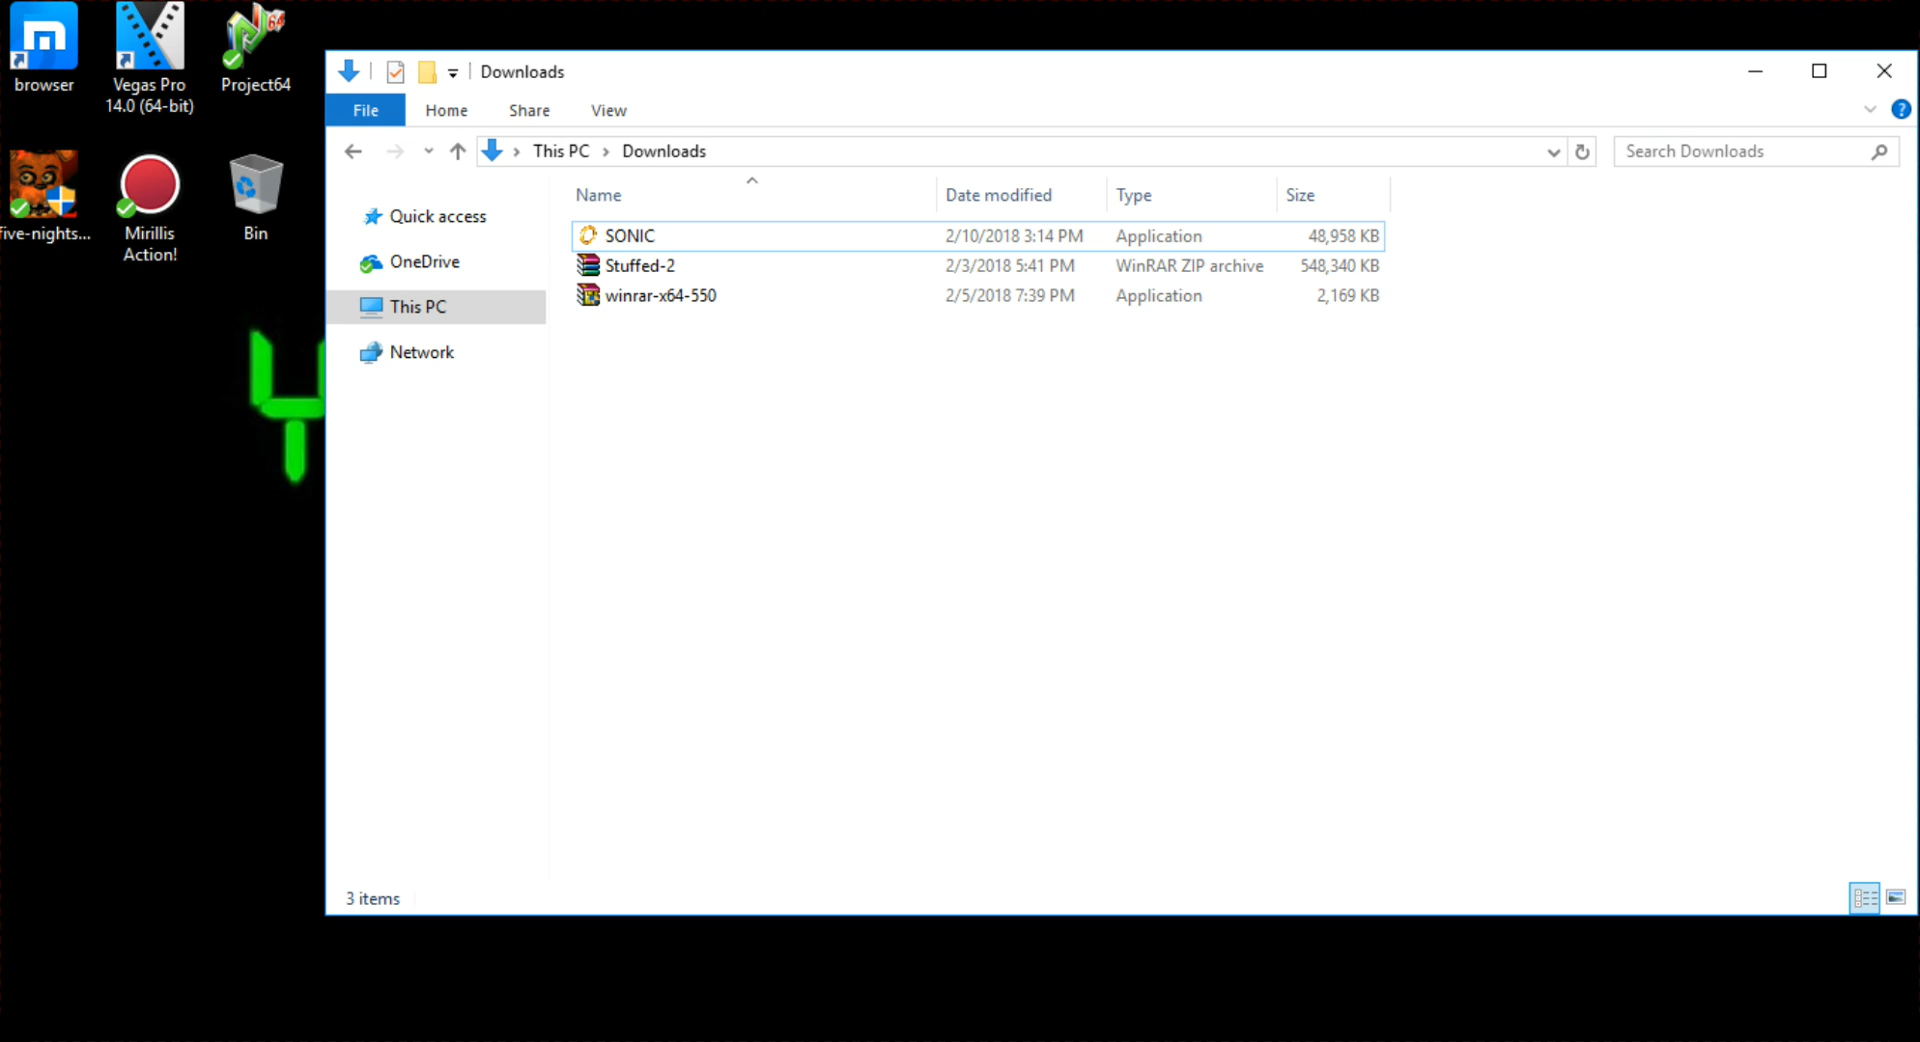 browser
Vegas Pro
14.0 (64-bit)
Project64
five-nights...
Mirillis
Action!
Bin
Downloads
File Home Share View
This PC Downloads
Search Downloads
Name Date modified Type Size
Quick access
OneDrive
This PC
Network
SONIC 2/10/2018 3:14 PM Application 48,958 KB
Stuffed-2 2/3/2018 5:41 PM WinRAR ZIP archive 548,340 KB
winrar-x64-550 2/5/2018 7:39 PM Application 2,169 KB
3 items